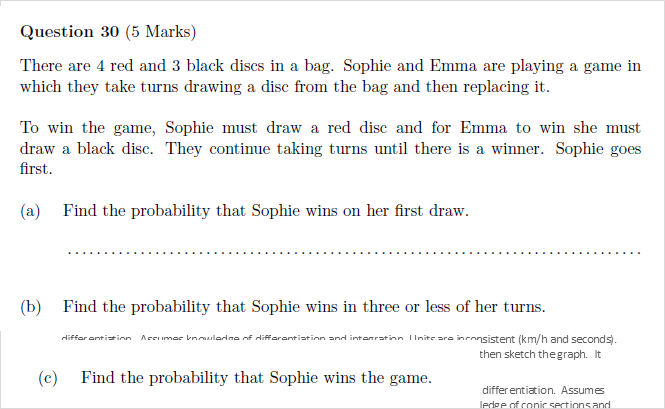 Question 30 (5 Marks)
There are 4 red and 3 black discs in a bag. Sophie and Emma are playing a game in
which they take turns drawing a disc from the bag and then replacing it.
To win the game, Sophie must draw a red disc and for Emma to win she must
draw a black disc. They continue taking turns until there is a winner. Sophie goes
first.
(a) Find the probability that Sophie wins on her first draw.
................................................................................
(b) Find the probability that Sophie wins in three or less of her turns.
differentiation. Assumes knowledge of differentiation and integration. Units are inconsistent (km/h and seconds).
then sketch the graph. It
(c) Find the probability that Sophie wins the game.
differentiation. Assumes
ledge of conic sections and